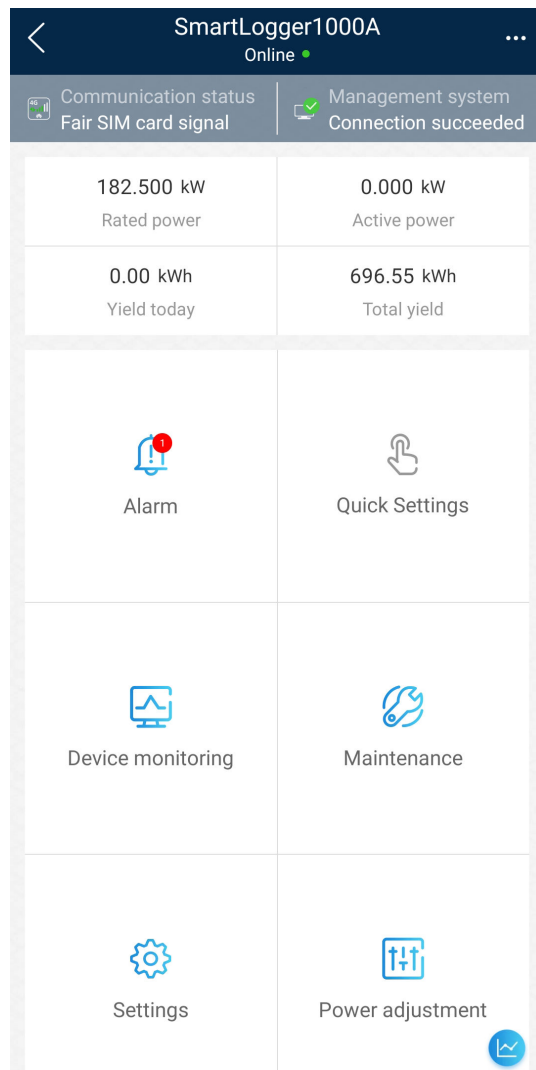 SmartLogger1000A
Online
Communication status
Fair SIM card signal
Management system
Connection succeeded
182.500 kW
Rated power
0.000 kW
Active power
0.00 kWh
Yield today
696.55 kWh
Total yield
1
Alarm
Quick Settings
Device monitoring
Maintenance
Settings
Power adjustment